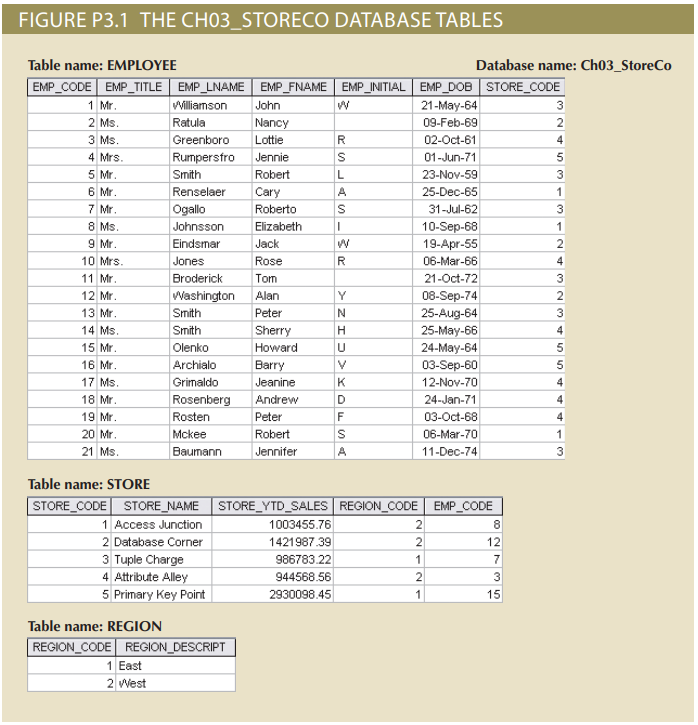 FIGURE P3.1 THE CH03_STORECO DATABASE TABLES
Table name: EMPLOYEE Database name: Ch03_StoreCo
EMP_CODE EMP_TITLE EMP_LNAME EMP_FNAME EMP_INITIAL EMP_DOB STORE_CODE
1 Mr. Williamson John W 21-May-64 3
2 Ms. Ratula Nancy 09-Feb-69 2
3 Ms. Greenboro Lottie R 02-Oct-61 4
4 Mrs. Rumpersfro Jennie S 01-Jun-71 5
5 Mr. Smith Robert L 23-Nov-59 3
6 Mr. Renselaer Cary A 25-Dec-65 1
7 Mr. Ogallo Roberto S 31-Jul-62 3
8 Ms. Johnsson Elizabeth I 10-Sep-68 1
9 Mr. Eindsmar Jack W 19-Apr-55 2
10 Mrs. Jones Rose R 06-Mar-66 4
11 Mr. Broderick Tom 21-Oct-72 3
12 Mr. Washington Alan Y 08-Sep-74 2
13 Mr. Smith Peter N 25-Aug-64 3
14 Ms. Smith Sherry H 25-May-66 4
15 Mr. Olenko Howard U 24-May-64 5
16 Mr. Archialo Barry V 03-Sep-60 5
17 Ms. Grimaldo Jeanine K 12-Nov-70 4
18 Mr. Rosenberg Andrew D 24-Jan-71 4
19 Mr. Rosten Peter F 03-Oct-68 4
20 Mr. Mckee Robert S 06-Mar-70 1
21 Ms. Baumann Jennifer A 11-Dec-74 3
Table name: STORE
STORE_CODE STORE_NAME STORE_YTD_SALES REGION_CODE EMP_CODE
1 Access Junction 1003455.76 2 8
2 Database Corner 1421987.39 2 12
3 Tuple Charge 986783.22 1 7
4 Attribute Alley 944568.56 2 3
5 Primary Key Point 2930098.45 1 15
Table name: REGION
REGION_CODE REGION_DESCRIPT
1 East
2 West